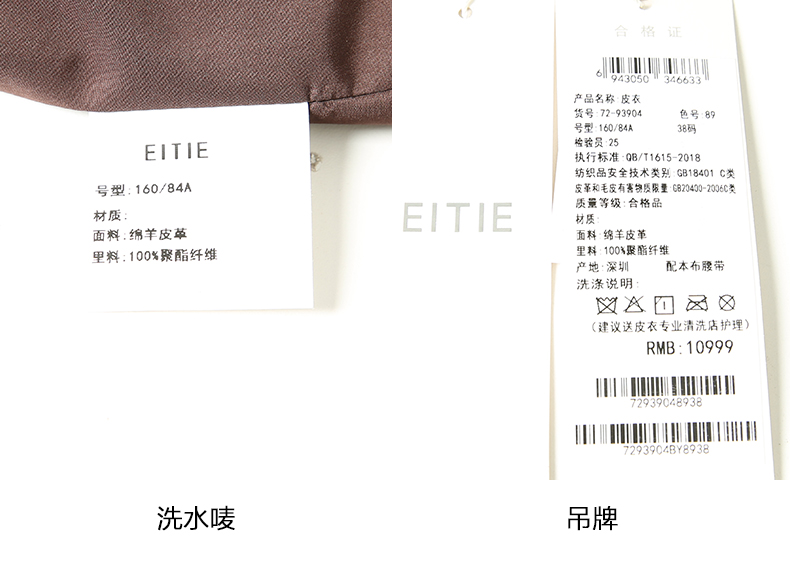 EITIE
号型: 160/84A
材质:
面料: 绵羊皮革
里料: 100%聚酯纤维
EITIE
合格证
6 943050 346633
产品名称: 皮衣
货号: 72-93904 色号: 89
号型: 160/84A 38码
检验员: 25
执行标准: QB/T1615-2018
纺织品安全技术类别: GB18401 C类
皮革和毛皮有害物质限量: GB20400-2006C类
质量等级: 合格品
材质:
面料: 绵羊皮革
里料: 100%聚酯纤维
产地: 深圳 配本布腰带
洗涤说明:
(建议送皮衣专业清洗店护理)
RMB: 10999
72939048938
7293904BY8938
洗水唛
吊牌